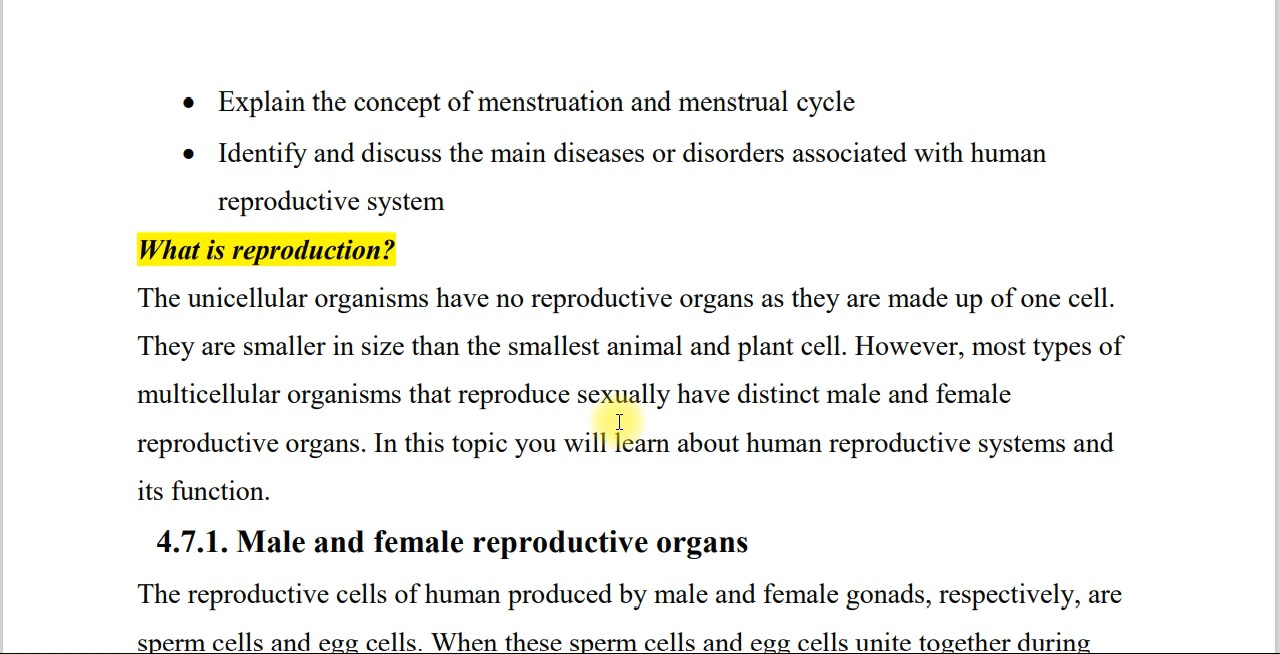 • Explain the concept of menstruation and menstrual cycle
• Identify and discuss the main diseases or disorders associated with human
reproductive system
What is reproduction?
The unicellular organisms have no reproductive organs as they are made up of one cell.
They are smaller in size than the smallest animal and plant cell. However, most types of
multicellular organisms that reproduce sexually have distinct male and female
reproductive organs. In this topic you will learn about human reproductive systems and
its function.
4.7.1. Male and female reproductive organs
The reproductive cells of human produced by male and female gonads, respectively, are
sperm cells and egg cells. When these sperm cells and egg cells unite together during